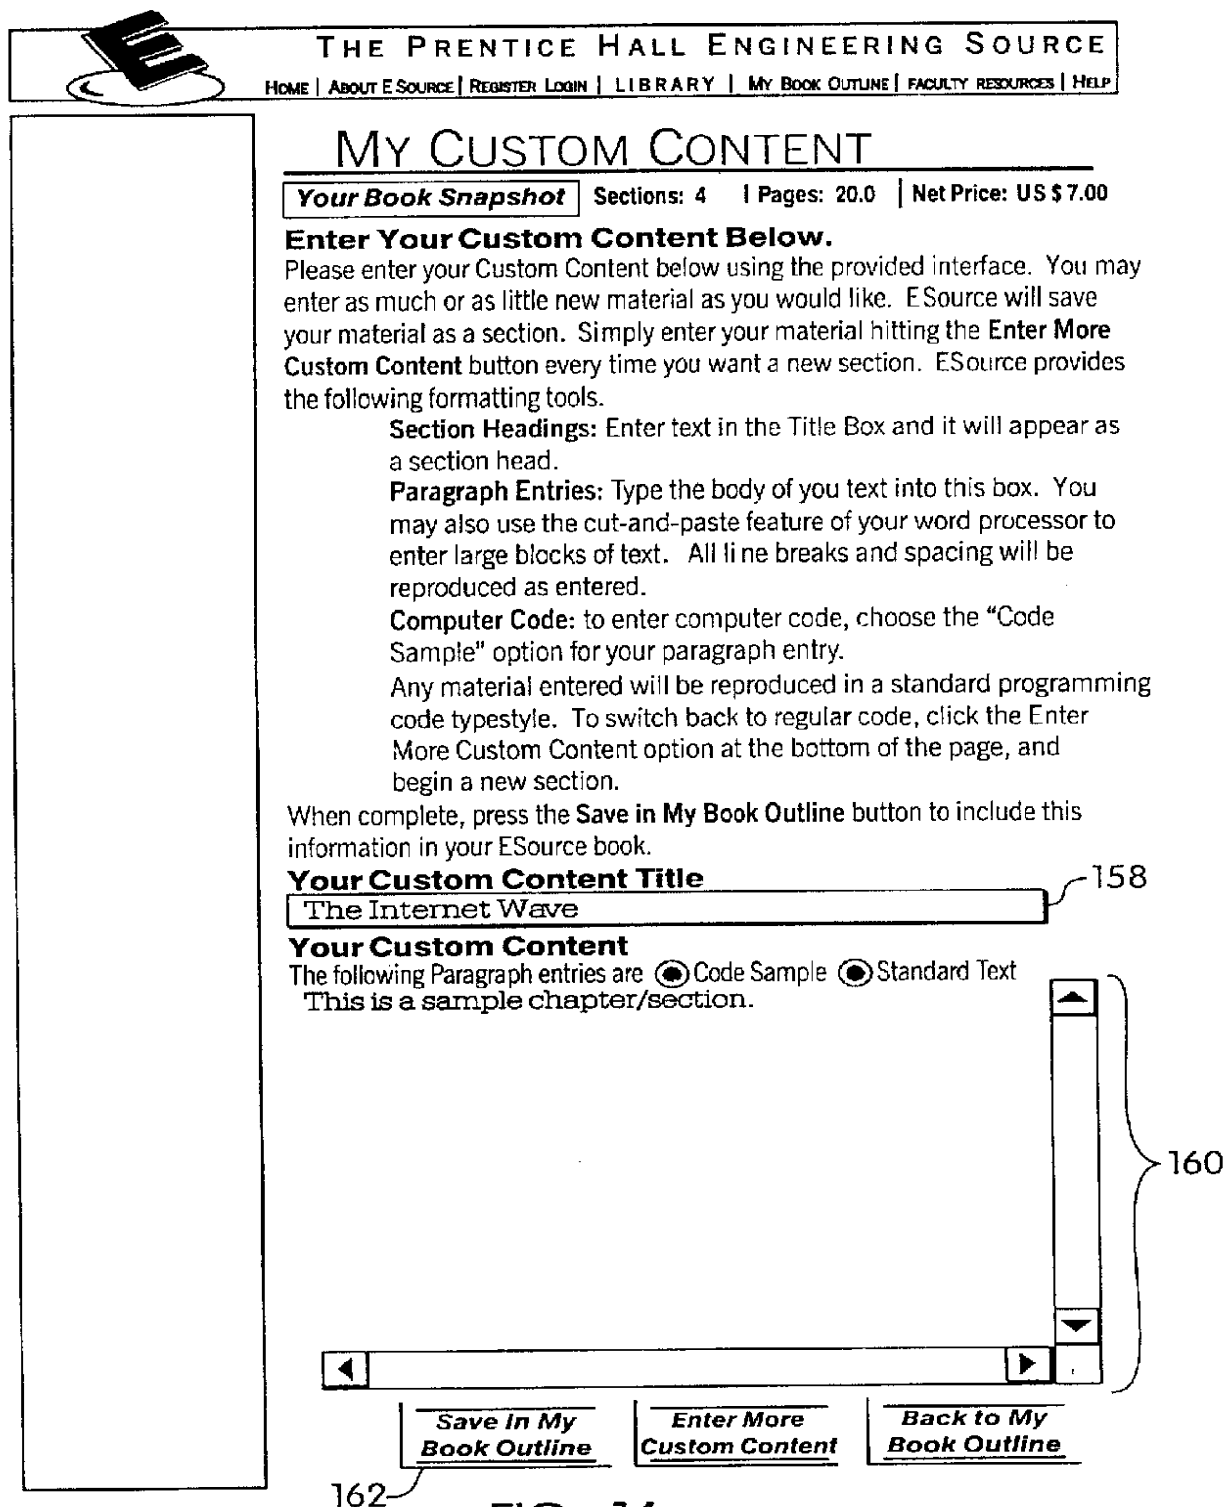 THE PRENTICE HALL ENGINEERING SOURCE
HOME | ABOUT E SOURCE | REGISTER LOGIN | LIBRARY | MY BOOK OUTLINE | FACULTY RESOURCES | HELP
MY CUSTOM CONTENT
Your Book Snapshot Sections: 4 | Pages: 20.0 | Net Price: US $ 7.00
Enter Your Custom Content Below.
Please enter your Custom Content below using the provided interface. You may
enter as much or as little new material as you would like. ESource will save
your material as a section. Simply enter your material hitting the Enter More
Custom Content button every time you want a new section. ESource provides
the following formatting tools.
Section Headings: Enter text in the Title Box and it will appear as
a section head.
Paragraph Entries: Type the body of you text into this box. You
may also use the cut-and-paste feature of your word processor to
enter large blocks of text. All line breaks and spacing will be
reproduced as entered.
Computer Code: to enter computer code, choose the "Code
Sample" option for your paragraph entry.
Any material entered will be reproduced in a standard programming
code typestyle. To switch back to regular code, click the Enter
More Custom Content option at the bottom of the page, and
begin a new section.
When complete, press the Save in My Book Outline button to include this
information in your ESource book.
Your Custom Content Title
158
The Internet Wave
Your Custom Content
The following Paragraph entries are Code Sample Standard Text
This is a sample chapter/section.
160
Save In My
Book Outline
Enter More
Custom Content
Back to My
Book Outline
162